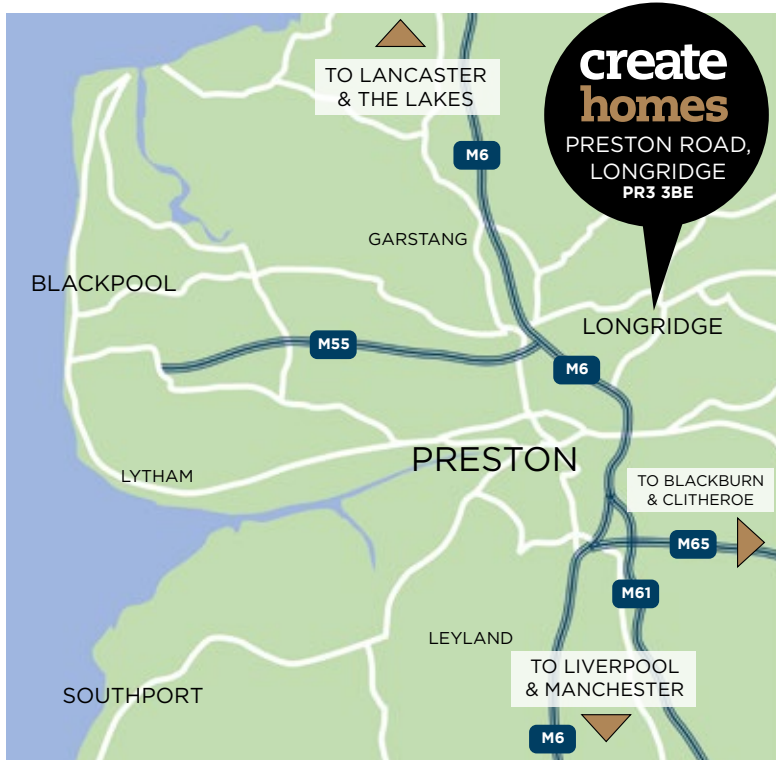 create
homes
PRESTON ROAD,
LONGRIDGE
PR3 3BE
TO LANCASTER
& THE LAKES
M6
GARSTANG
BLACKPOOL
LONGRIDGE
M55
M6
PRESTON
LYTHAM
TO BLACKBURN
& CLITHEROE
M65
M61
LEYLAND
TO LIVERPOOL
& MANCHESTER
SOUTHPORT
M6